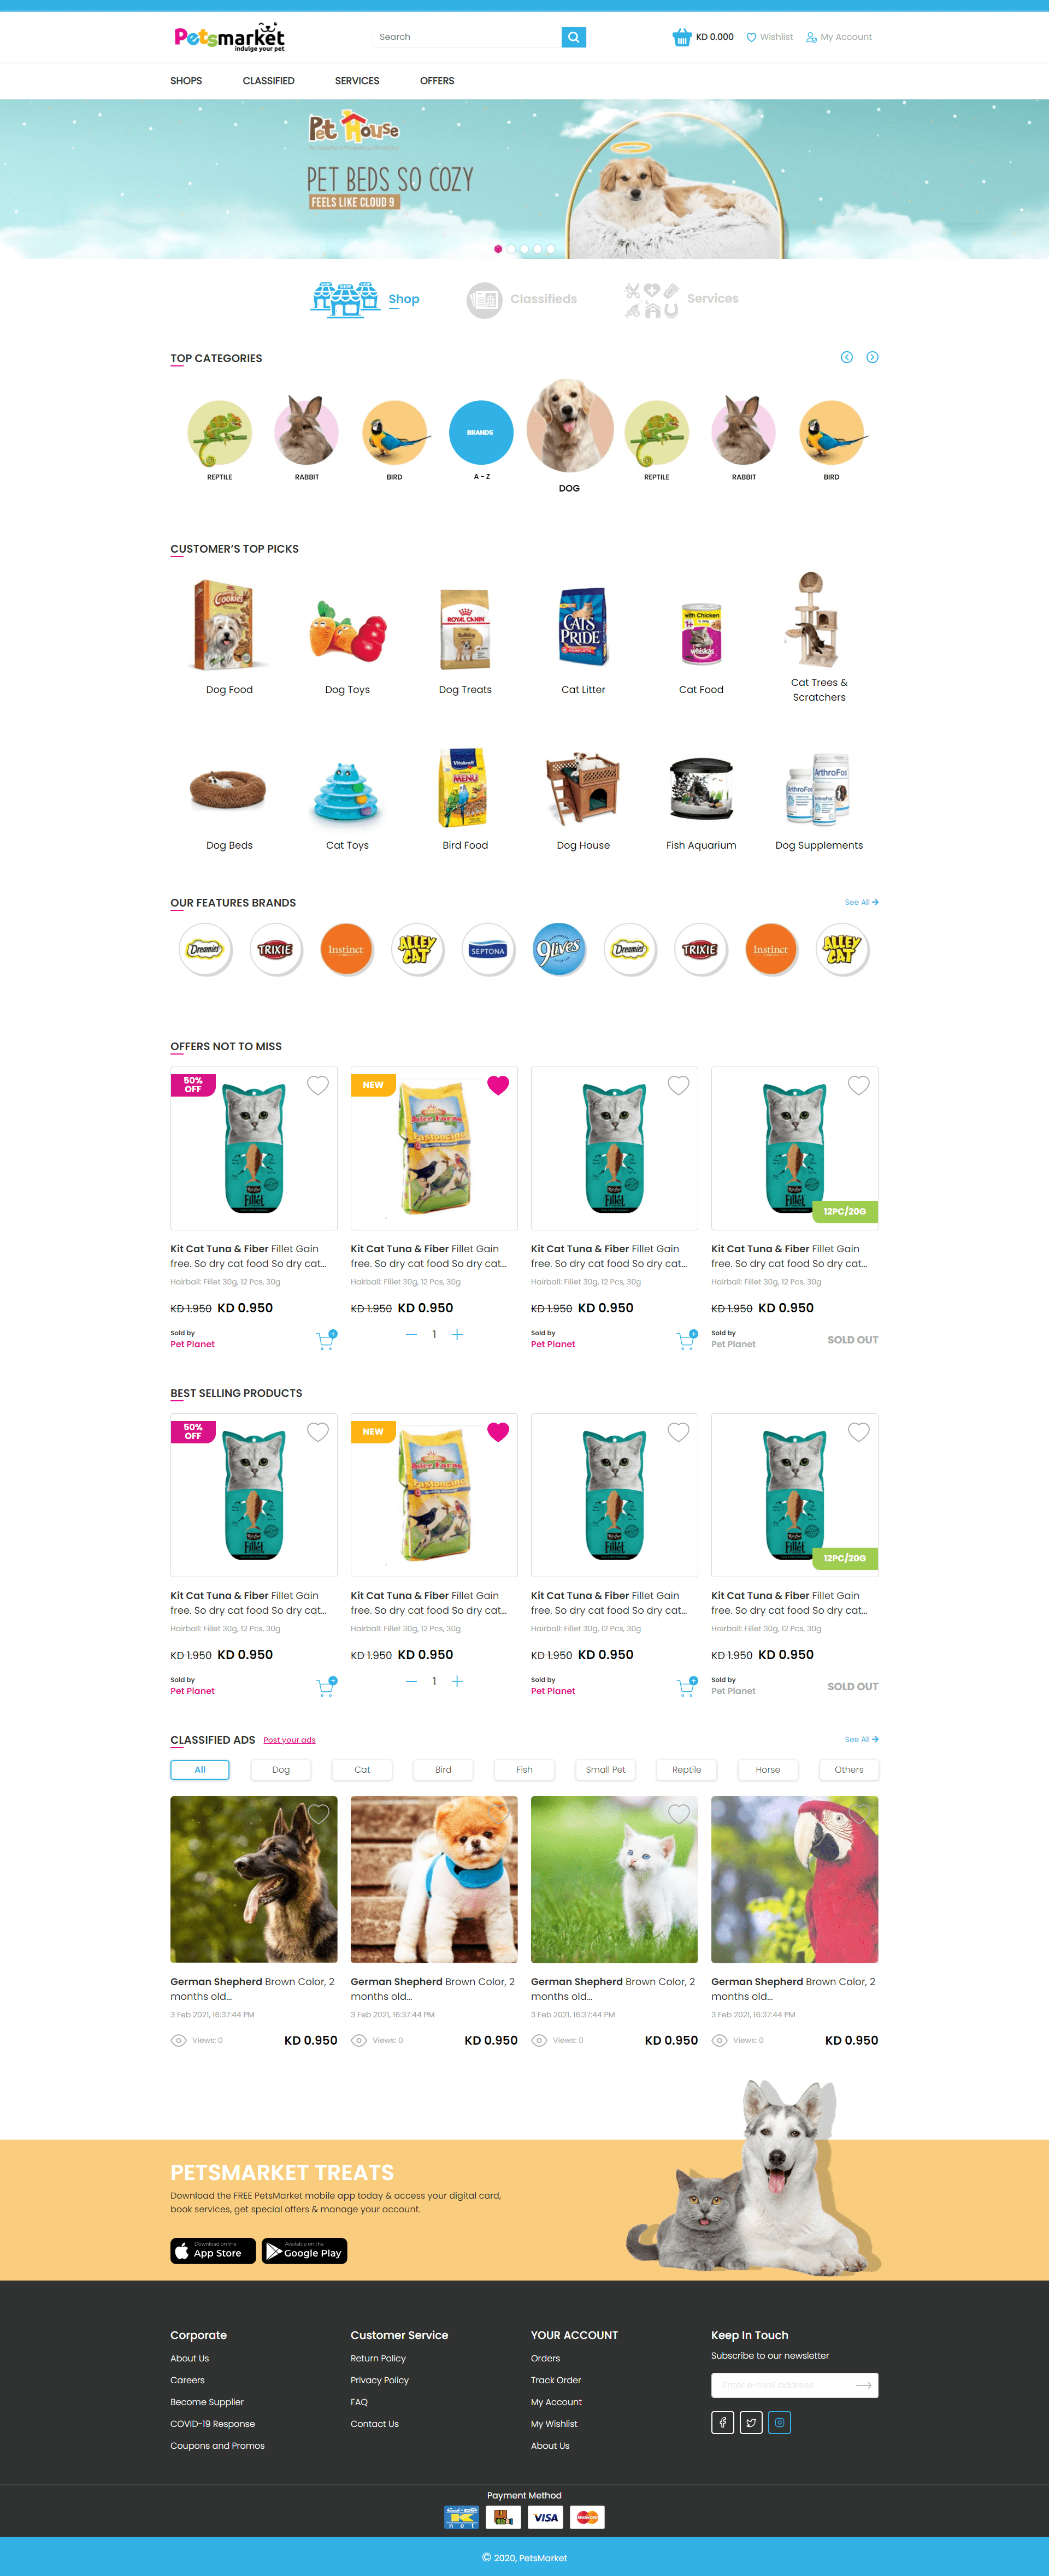 Petsmarket
indulge your pet
Search
KD 0.000
Wishlist
My Account
SHOPS
CLASSIFIED
SERVICES
OFFERS
Pet House
PET BEDS SO COZY
FEELS LIKE CLOUD 9
Shop
Classifieds
Services
TOP CATEGORIES
BRANDS
REPTILE
RABBIT
BIRD
A - Z
DOG
REPTILE
RABBIT
BIRD
CUSTOMER'S TOP PICKS
Cookies
ROYAL CANIN
Bulldog
CATS PRIDE
COMPLETE
with Chicken
1+
whiskas
Dog Food
Dog Toys
Dog Treats
Cat Litter
Cat Food
Cat Trees &
Scratchers
Vitakraft
MENU
ArthroFos
ArthroFos
Dog Beds
Cat Toys
Bird Food
Dog House
Fish Aquarium
Dog Supplements
OUR FEATURES BRANDS
See All
Dreamies
TRIXIE
Instinct
ALLEY CAT
SEPTONA
9Lives
Dreamies
TRIXIE
Instinct
ALLEY CAT
OFFERS NOT TO MISS
50%
OFF
NEW
Fillet
Fillet
Fillet
12PC/20G
Kit Cat Tuna & Fiber Fillet Gain
free. So dry cat food So dry cat...
Hairball: Fillet 30g, 12 Pcs, 30g
KD 1.950 KD 0.950
Sold by
Pet Planet
Kit Cat Tuna & Fiber Fillet Gain
free. So dry cat food So dry cat...
Hairball: Fillet 30g, 12 Pcs, 30g
KD 1.950 KD 0.950
1
Kit Cat Tuna & Fiber Fillet Gain
free. So dry cat food So dry cat...
Hairball: Fillet 30g, 12 Pcs, 30g
KD 1.950 KD 0.950
Sold by
Pet Planet
Kit Cat Tuna & Fiber Fillet Gain
free. So dry cat food So dry cat...
Hairball: Fillet 30g, 12 Pcs, 30g
KD 1.950 KD 0.950
Sold by
Pet Planet
SOLD OUT
BEST SELLING PRODUCTS
50%
OFF
NEW
Fillet
Fillet
Fillet
12PC/20G
Kit Cat Tuna & Fiber Fillet Gain
free. So dry cat food So dry cat...
Hairball: Fillet 30g, 12 Pcs, 30g
KD 1.950 KD 0.950
Sold by
Pet Planet
Kit Cat Tuna & Fiber Fillet Gain
free. So dry cat food So dry cat...
Hairball: Fillet 30g, 12 Pcs, 30g
KD 1.950 KD 0.950
1
Kit Cat Tuna & Fiber Fillet Gain
free. So dry cat food So dry cat...
Hairball: Fillet 30g, 12 Pcs, 30g
KD 1.950 KD 0.950
Sold by
Pet Planet
Kit Cat Tuna & Fiber Fillet Gain
free. So dry cat food So dry cat...
Hairball: Fillet 30g, 12 Pcs, 30g
KD 1.950 KD 0.950
Sold by
Pet Planet
SOLD OUT
CLASSIFIED ADS
Post your ads
See All
All
Dog
Cat
Bird
Fish
Small Pet
Reptile
Horse
Others
German Shepherd Brown Color, 2
months old...
3 Feb 2021, 16:37:44 PM
Views: 0
KD 0.950
German Shepherd Brown Color, 2
months old...
3 Feb 2021, 16:37:44 PM
Views: 0
KD 0.950
German Shepherd Brown Color, 2
months old...
3 Feb 2021, 16:37:44 PM
Views: 0
KD 0.950
German Shepherd Brown Color, 2
months old...
3 Feb 2021, 16:37:44 PM
Views: 0
KD 0.950
PETSMARKET TREATS
Download the FREE PetsMarket mobile app today & access your digital card,
book services, get special offers & manage your account.
Download on the
App Store
Available on the
Google Play
Corporate
About Us
Careers
Become Supplier
COVID-19 Response
Coupons and Promos
Customer Service
Return Policy
Privacy Policy
FAQ
Contact Us
YOUR ACCOUNT
Orders
Track Order
My Account
My Wishlist
About Us
Keep In Touch
Subscribe to our newsletter
Enter e-mail address
Payment Method
K net
VISA
MasterCard
© 2020, PetsMarket